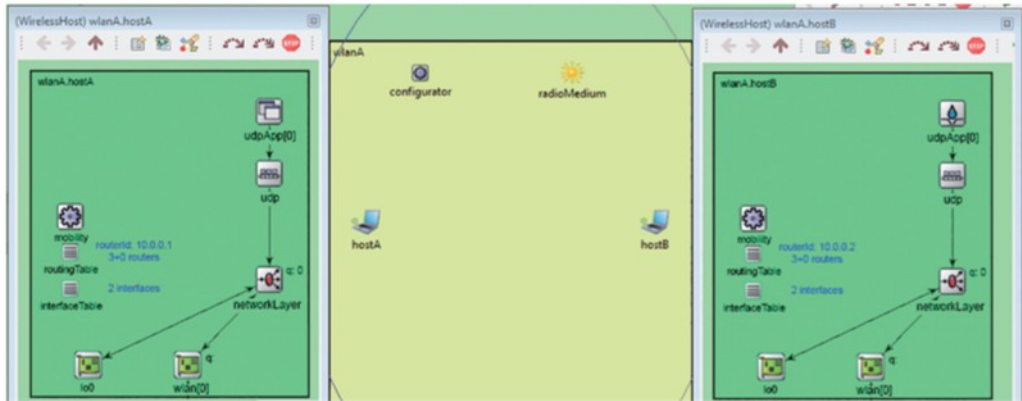 (WirelessHost) wlanA.hostA
STOP
wlanA.hostA
udpApp[0]
udp
mobility
routerId: 10.0.0.1
3+0 routers
routingTable
2 interfaces
interfaceTable
q: 0
networkLayer
lo0
q:
wlan[0]
wlanA
configurator
radioMedium
hostA
hostB
(WirelessHost) wlanA.hostB
STOP
wlanA.hostB
udpApp[0]
udp
mobility
routerId: 10.0.0.2
3+0 routers
routingTable
2 interfaces
interfaceTable
q: 0
networkLayer
lo0
q:
wlan[0]